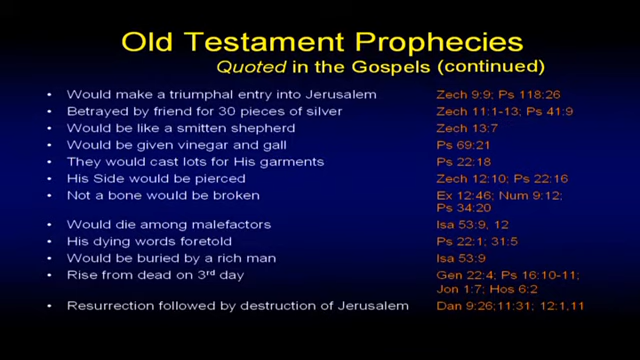 Old Testament Prophecies
Quoted in the Gospels (continued)
• Would make a triumphal entry into Jerusalem Zech 9:9; Ps 118:26
• Betrayed by friend for 30 pieces of silver Zech 11:1-13; Ps 41:9
• Would be like a smitten shepherd Zech 13:7
• Would be given vinegar and gall Ps 69:21
• They would cast lots for His garments Ps 22:18
• His Side would be pierced Zech 12:10; Ps 22:16
• Not a bone would be broken Ex 12:46; Num 9:12;
Ps 34:20
• Would die among malefactors Isa 53:9, 12
• His dying words foretold Ps 22:1; 31:5
• Would be buried by a rich man Isa 53:9
• Rise from dead on 3rd day Gen 22:4; Ps 16:10-11;
Jon 1:7; Hos 6:2
• Resurrection followed by destruction of Jerusalem Dan 9:26;11:31; 12:1,11